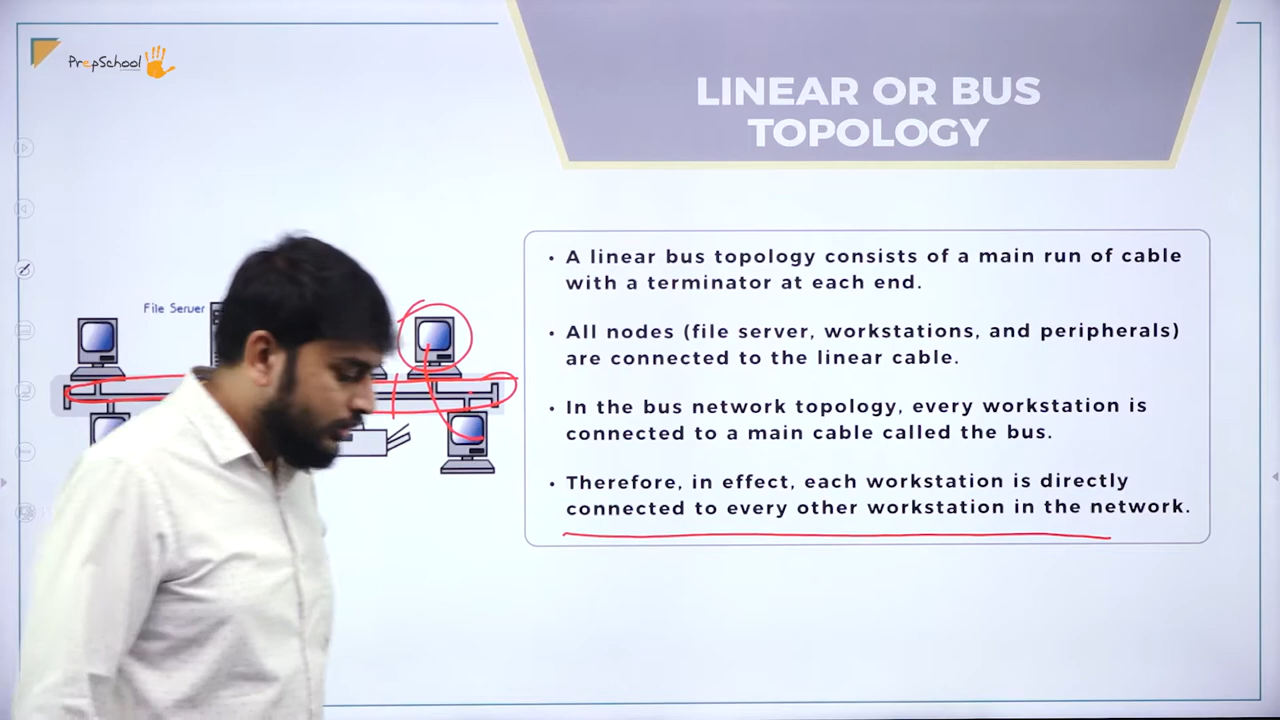 PrepSchool
LINEAR OR BUS
TOPOLOGY
File Server
• A linear bus topology consists of a main run of cable
with a terminator at each end.
• All nodes (file server, workstations, and peripherals)
are connected to the linear cable.
• In the bus network topology, every workstation is
connected to a main cable called the bus.
• Therefore, in effect, each workstation is directly
connected to every other workstation in the network.